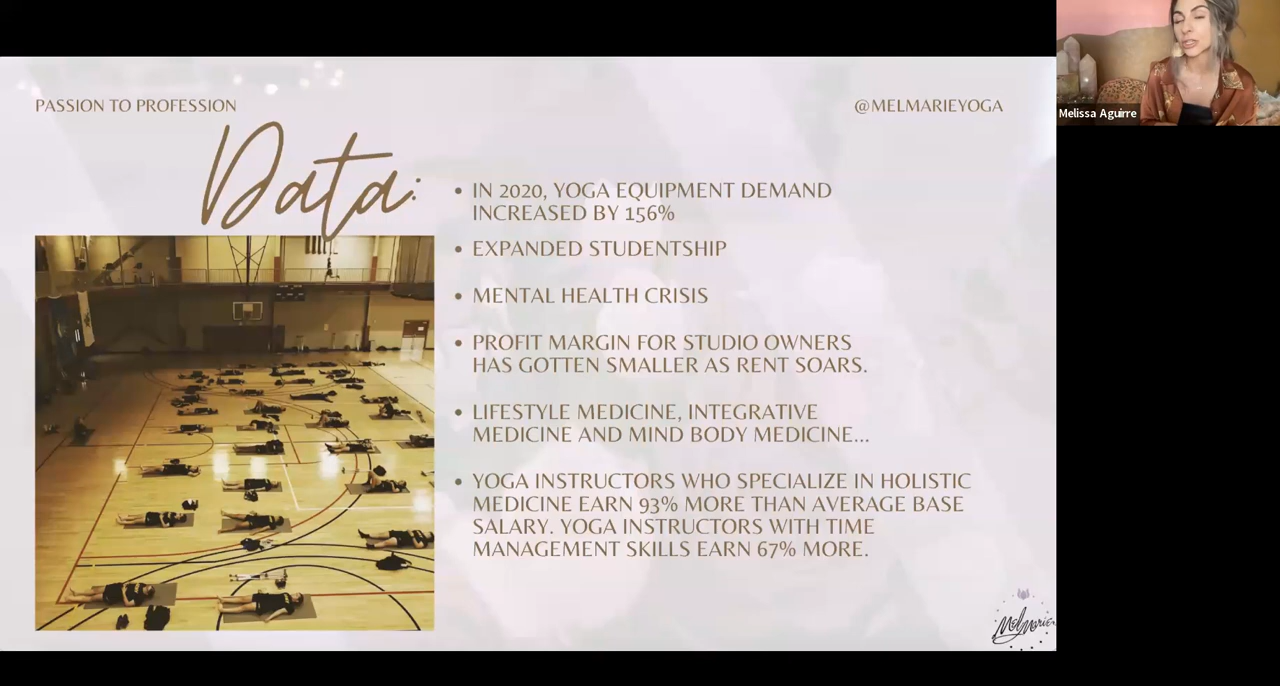 PASSION TO PROFESSION
@MELMARIEYOGA
Data:
• IN 2020, YOGA EQUIPMENT DEMAND
INCREASED BY 156%
• EXPANDED STUDENTSHIP
• MENTAL HEALTH CRISIS
• PROFIT MARGIN FOR STUDIO OWNERS
HAS GOTTEN SMALLER AS RENT SOARS.
• LIFESTYLE MEDICINE, INTEGRATIVE
MEDICINE AND MIND BODY MEDICINE...
• YOGA INSTRUCTORS WHO SPECIALIZE IN HOLISTIC
MEDICINE EARN 93% MORE THAN AVERAGE BASE
SALARY. YOGA INSTRUCTORS WITH TIME
MANAGEMENT SKILLS EARN 67% MORE.
MelMarie
Melissa Aguirre